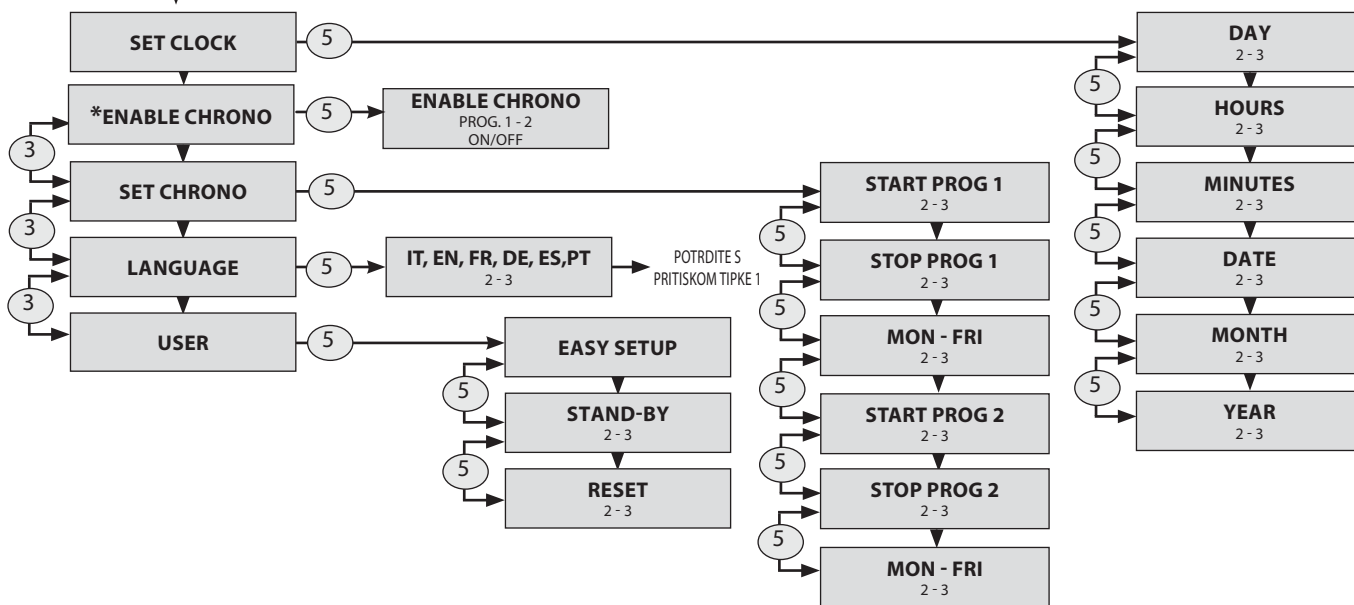 SET CLOCK
5
*ENABLE CHRONO
5
ENABLE CHRONO
PROG. 1 - 2
ON/OFF
3
SET CHRONO
5
3
LANGUAGE
5
IT, EN, FR, DE, ES,PT
2 - 3
POTRDITE S
PRITISKOM TIPKE 1
3
USER
5
EASY SETUP
5
STAND-BY
2 - 3
5
RESET
2 - 3
START PROG 1
2 - 3
5
STOP PROG 1
2 - 3
5
MON - FRI
2 - 3
5
START PROG 2
2 - 3
5
STOP PROG 2
2 - 3
5
MON - FRI
2 - 3
DAY
2 - 3
5
HOURS
2 - 3
5
MINUTES
2 - 3
5
DATE
2 - 3
5
MONTH
2 - 3
5
YEAR
2 - 3